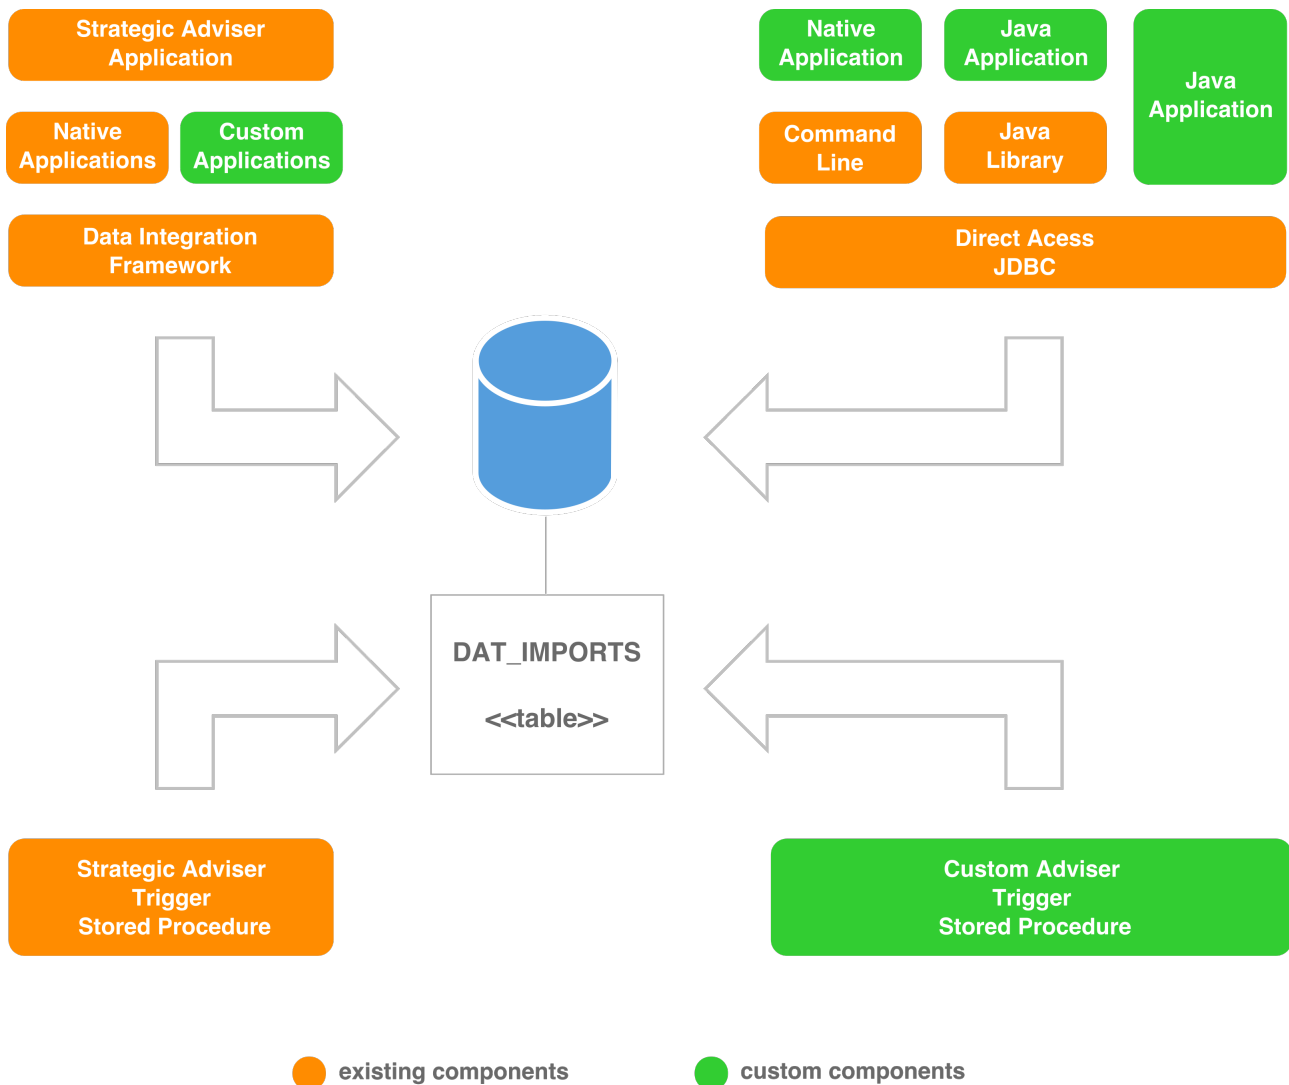 Strategic Adviser
Application
Native
Applications
Custom
Applications
Data Integration
Framework
Native
Application
Java
Application
Java
Application
Command
Line
Java
Library
Direct Acess
JDBC
DAT_IMPORTS
<<table>>
Strategic Adviser
Trigger
Stored Procedure
Custom Adviser
Trigger
Stored Procedure
existing components
custom components